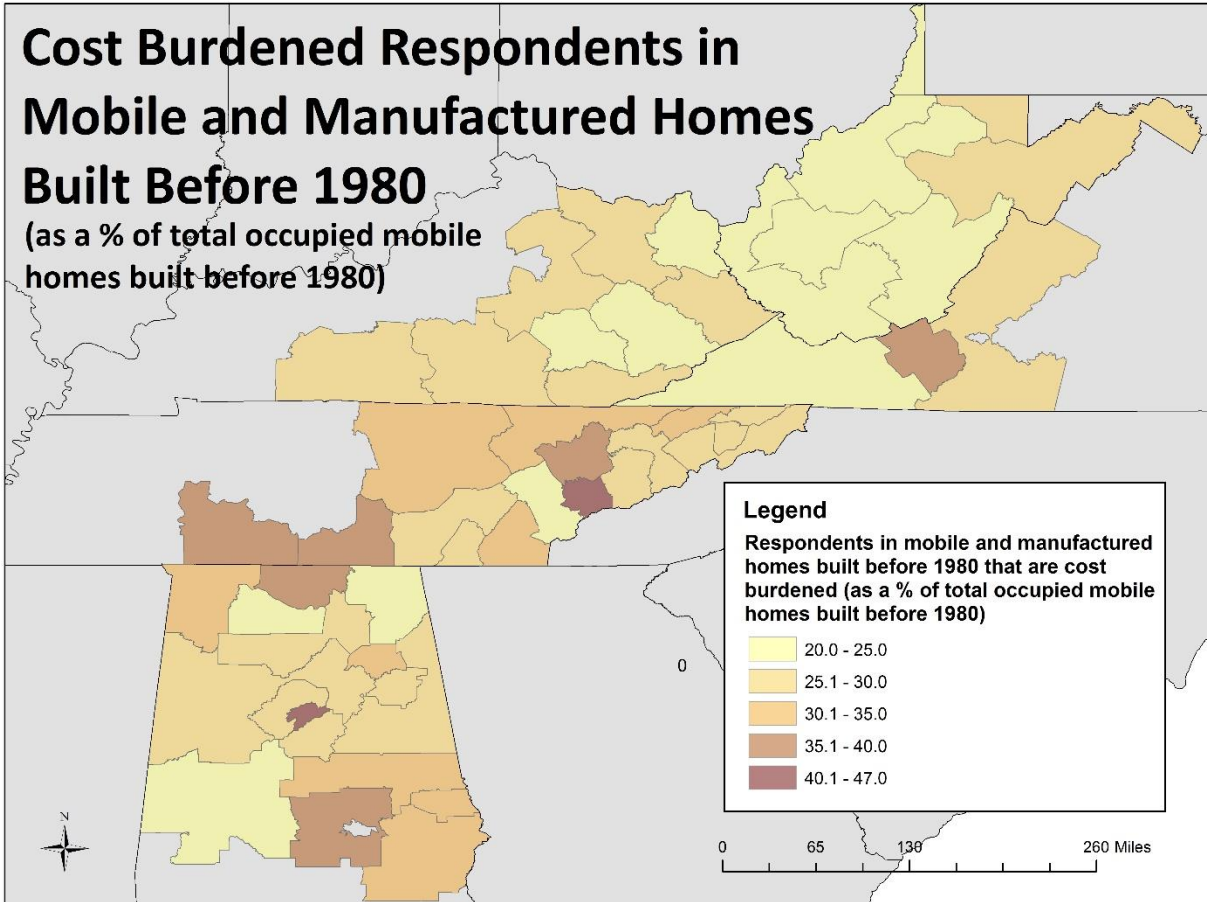 Cost Burdened Respondents in
Mobile and Manufactured Homes
Built Before 1980
(as a % of total occupied mobile
homes built before 1980)
Legend
Respondents in mobile and manufactured
homes built before 1980 that are cost
burdened (as a % of total occupied mobile
homes built before 1980)
20.0 - 25.0
25.1 - 30.0
30.1 - 35.0
35.1 - 40.0
40.1 - 47.0
0
N
0 65 130 260 Miles